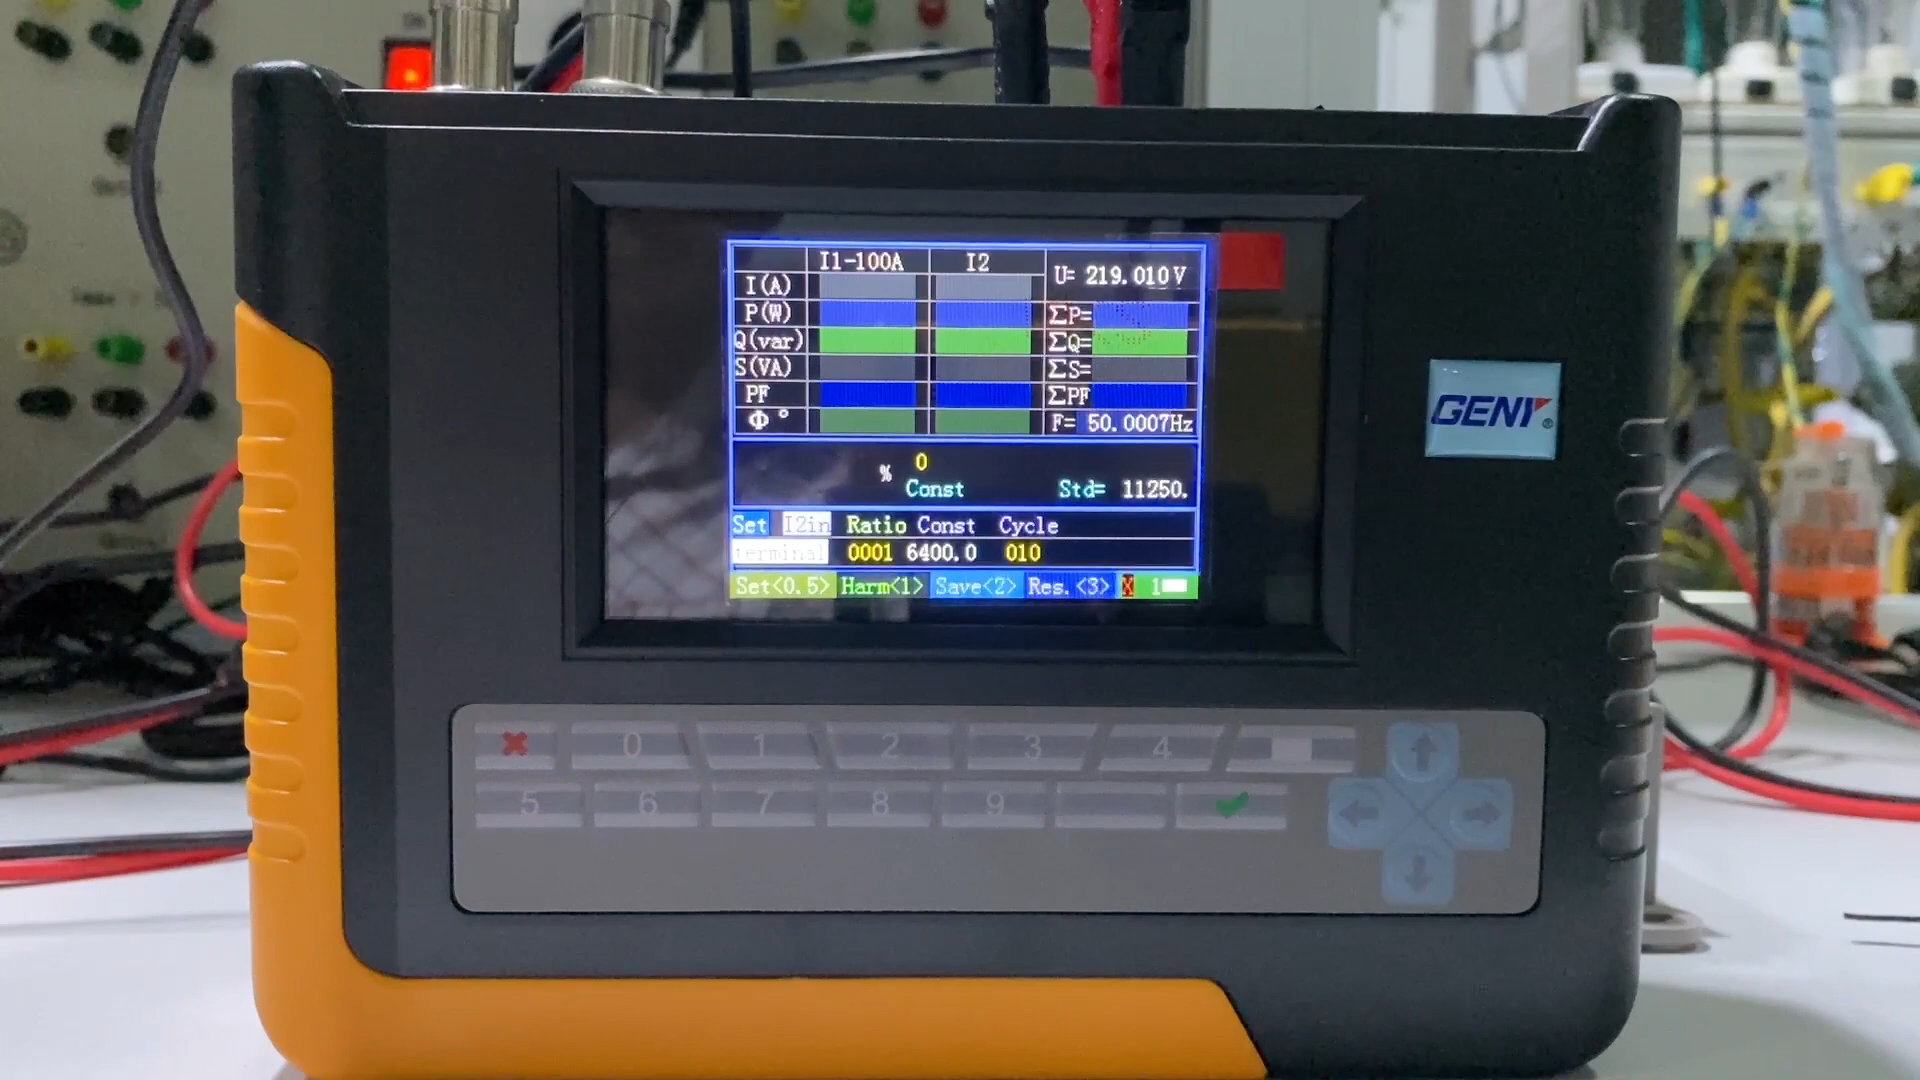 I1-100A I2 U= 219.010V
I(A)
P(W) ΣP=
Q(var) ΣQ=
S(VA) ΣS=
PF ΣPF
Φ° F= 50.0007Hz
% 0
Const Std= 11250.
Set I2in Ratio Const Cycle
terminal 0001 6400.0 010
Set<0.5> Harm<1> Save<2> Res.<3> X 1
GENY®
0 1 2 3 4
5 6 7 8 9